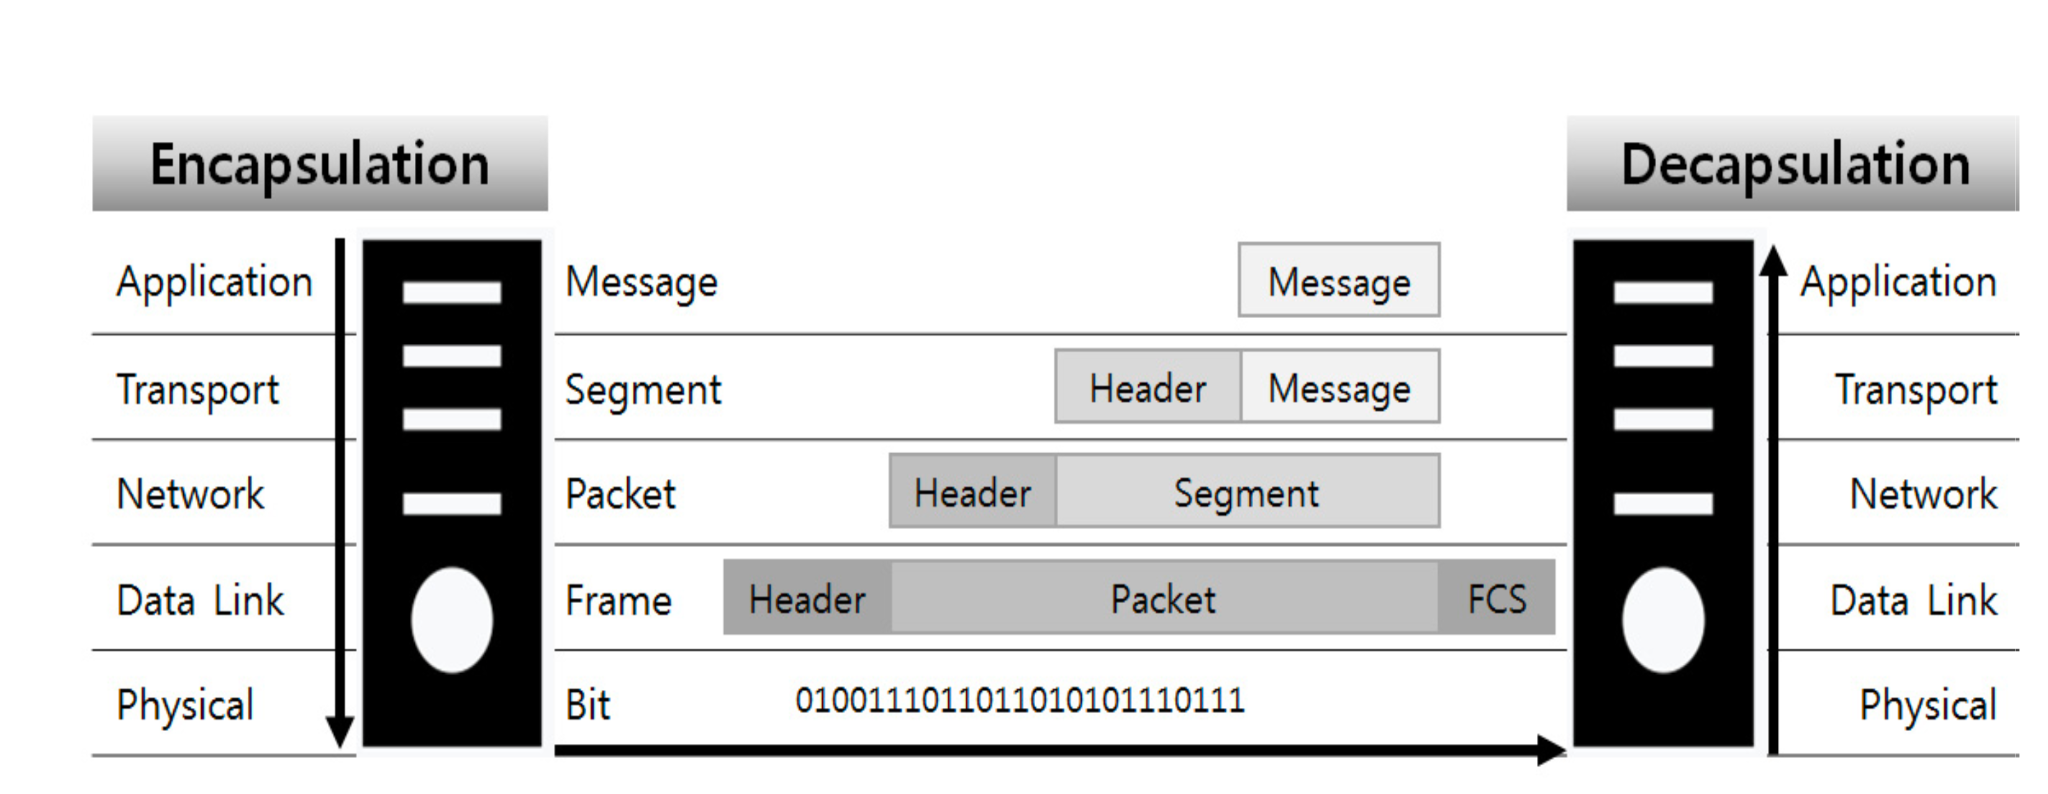 Encapsulation Decapsulation
Application Message Message Application
Transport Segment Header Message Transport
Network Packet Header Segment Network
Data Link Frame Header Packet FCS Data Link
Physical Bit 0100111011011010101110111 Physical